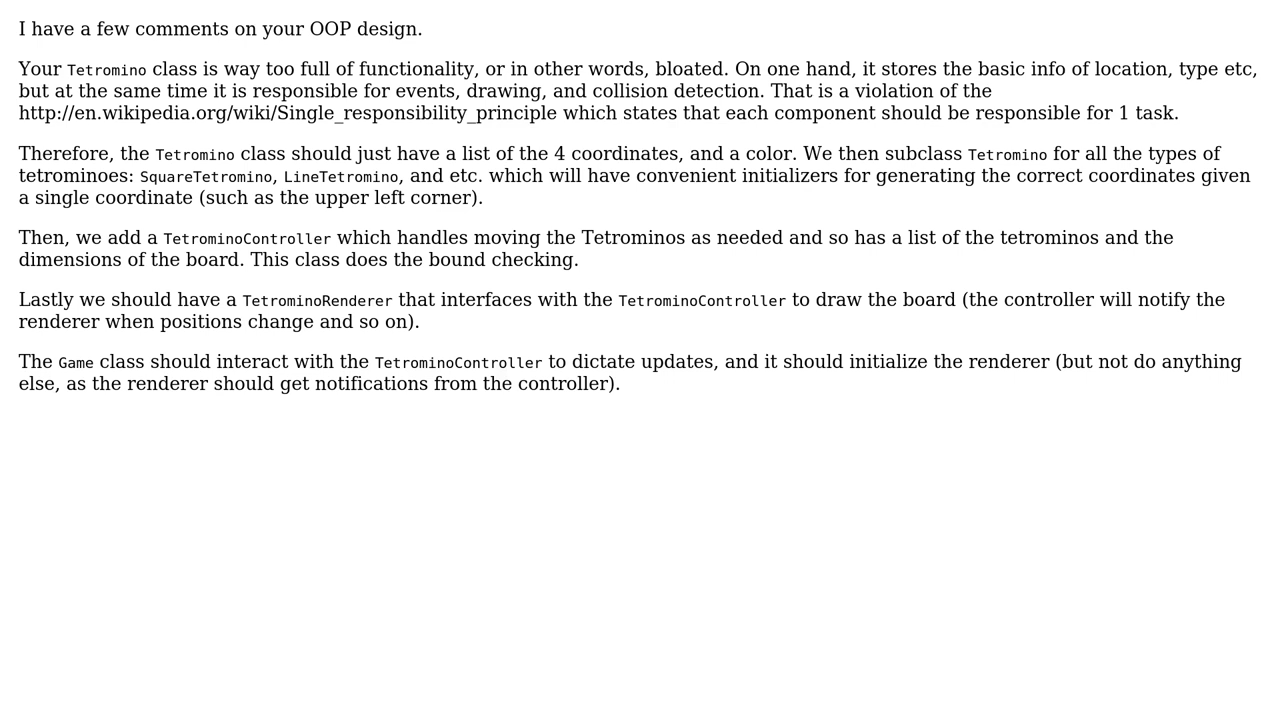 I have a few comments on your OOP design.
Your Tetromino class is way too full of functionality, or in other words, bloated. On one hand, it stores the basic info of location, type etc,
but at the same time it is responsible for events, drawing, and collision detection. That is a violation of the
http://en.wikipedia.org/wiki/Single_responsibility_principle which states that each component should be responsible for 1 task.
Therefore, the Tetromino class should just have a list of the 4 coordinates, and a color. We then subclass Tetromino for all the types of
tetrominoes: SquareTetromino, LineTetromino, and etc. which will have convenient initializers for generating the correct coordinates given
a single coordinate (such as the upper left corner).
Then, we add a TetrominoController which handles moving the Tetrominos as needed and so has a list of the tetrominos and the
dimensions of the board. This class does the bound checking.
Lastly we should have a TetrominoRenderer that interfaces with the TetrominoController to draw the board (the controller will notify the
renderer when positions change and so on).
The Game class should interact with the TetrominoController to dictate updates, and it should initialize the renderer (but not do anything
else, as the renderer should get notifications from the controller).